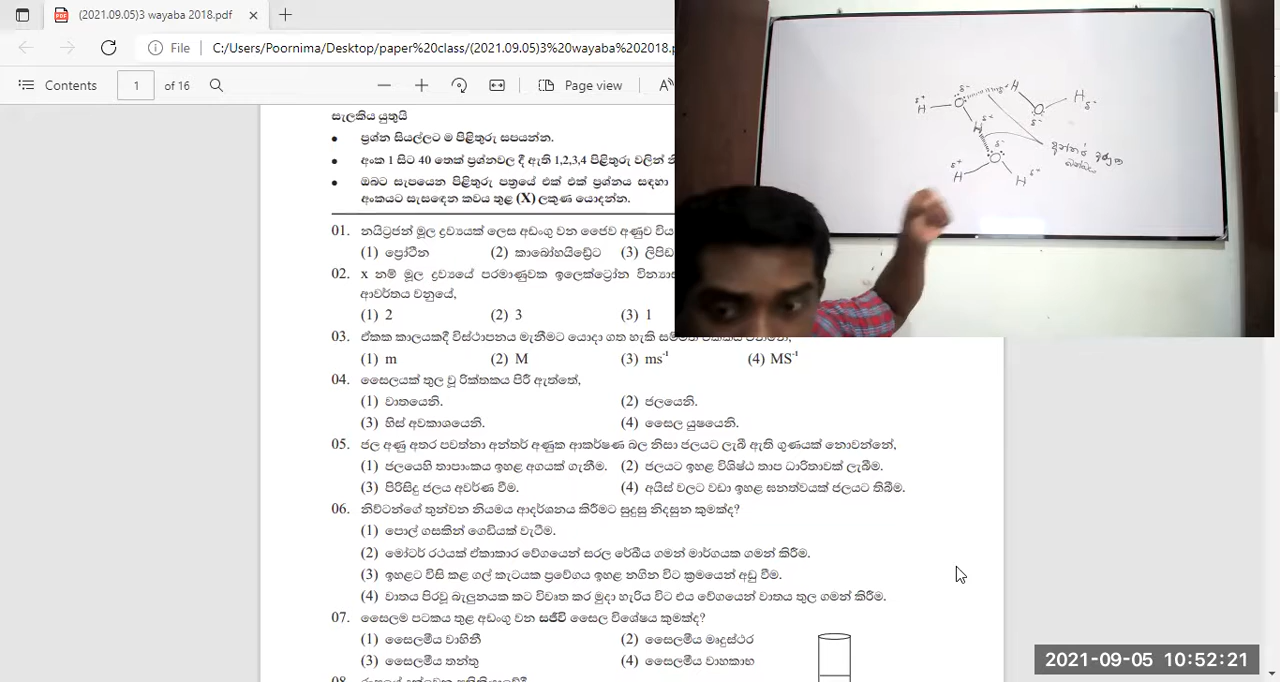 (2021.09.05)3 wayaba 2018.pdf
File C:/Users/Poornima/Desktop/paper%20class/(2021.09.05)3%20wayaba%202018.p
Contents 1 of 16 Page view
සැලකිය යුතුයි
• ප්‍රශ්න සියල්ලට ම පිළිතුරු සපයන්න.
• අංක 1 සිට 40 තෙක් ප්‍රශ්නවල දී ඇති 1,2,3,4 පිළිතුරු වලින්
• ඔබට සැපයෙන පිළිතුරු පත්‍රයේ එක් එක් ප්‍රශ්නය සඳහා
අංකයට සැසඳෙන කවය තුළ (X) ලකුණ යොදන්න.
01. නයිට්‍රජන් මූල ද්‍රව්‍යයක් ලෙස අඩංගු වන ජෛව අණුව
(1) ප්‍රෝටීන (2) කාබෝහයිඩ්‍රේට (3) ලිපිඩ
02. x නම් මූල ද්‍රව්‍යයේ පරමාණුවක ඉලෙක්ට්‍රෝන
ආවර්තය වනුයේ,
(1) 2 (2) 3 (3) 1
03. ඒකක කාලයකදී විස්ථාපනය මැනීමට යොදා ගත හැකි
(1) m (2) M (3) ms-1 (4) MS-1
04. සෛලයක් තුල වූ රික්තකය පිරී ඇත්තේ,
(1) වාතයෙනි. (2) ජලයෙනි.
(3) හිස් අවකාශයෙනි. (4) සෛල යුෂයෙනි.
05. ජල අණු අතර පවත්නා අන්තර් අණුක ආකර්ෂණ බල නිසා ජලයට ලැබී ඇති ගුණයක් නොවන්නේ,
(1) ජලයෙහි තාපාංකය ඉහළ අගයක් ගැනීම. (2) ජලයට ඉහළ විශිෂ්ඨ තාප ධාරිතාවක් ලැබීම.
(3) පිරිසිදු ජලය අවර්ණ වීම. (4) අයිස් වලට වඩා ඉහළ ඝනත්වයක් ජලයට තිබීම.
06. නිව්ටන්ගේ තුන්වන නියමය ආදර්ශනය කිරීමට සුදුසු නිදසුන කුමක්ද?
(1) පොල් ගසකින් ගෙඩියක් වැටීම.
(2) මෝටර් රථයක් ඒකාකාර වේගයෙන් සරල රේඛීය ගමන් මාර්ගයක ගමන් කිරීම.
(3) ඉහළට විසි කළ ගල් කැටයක ප්‍රවේගය ඉහළ නගින විට ක්‍රමයෙන් අඩු වීම.
(4) වාතය පිරවූ බැලුනයක කට විවෘත කර මුදා හැරිය විට එය වේගයෙන් වාතය තුල ගමන් කිරීම.
07. සෛලම පටකය තුළ අඩංගු වන සජීවී සෛල විශේෂය කුමක්ද?
(1) සෛලමීය වාහිනී (2) සෛලමීය මෘදුස්ථර
(3) සෛලමීය තන්තු (4) සෛලමීය වාහකාභ
08.
δ- H
δ+ H O H δ-
H δ+ O δ-
δ- O
δ+ H H δ+
අන්තර් අණුක
බන්ධන
2021-09-05 10:52:21